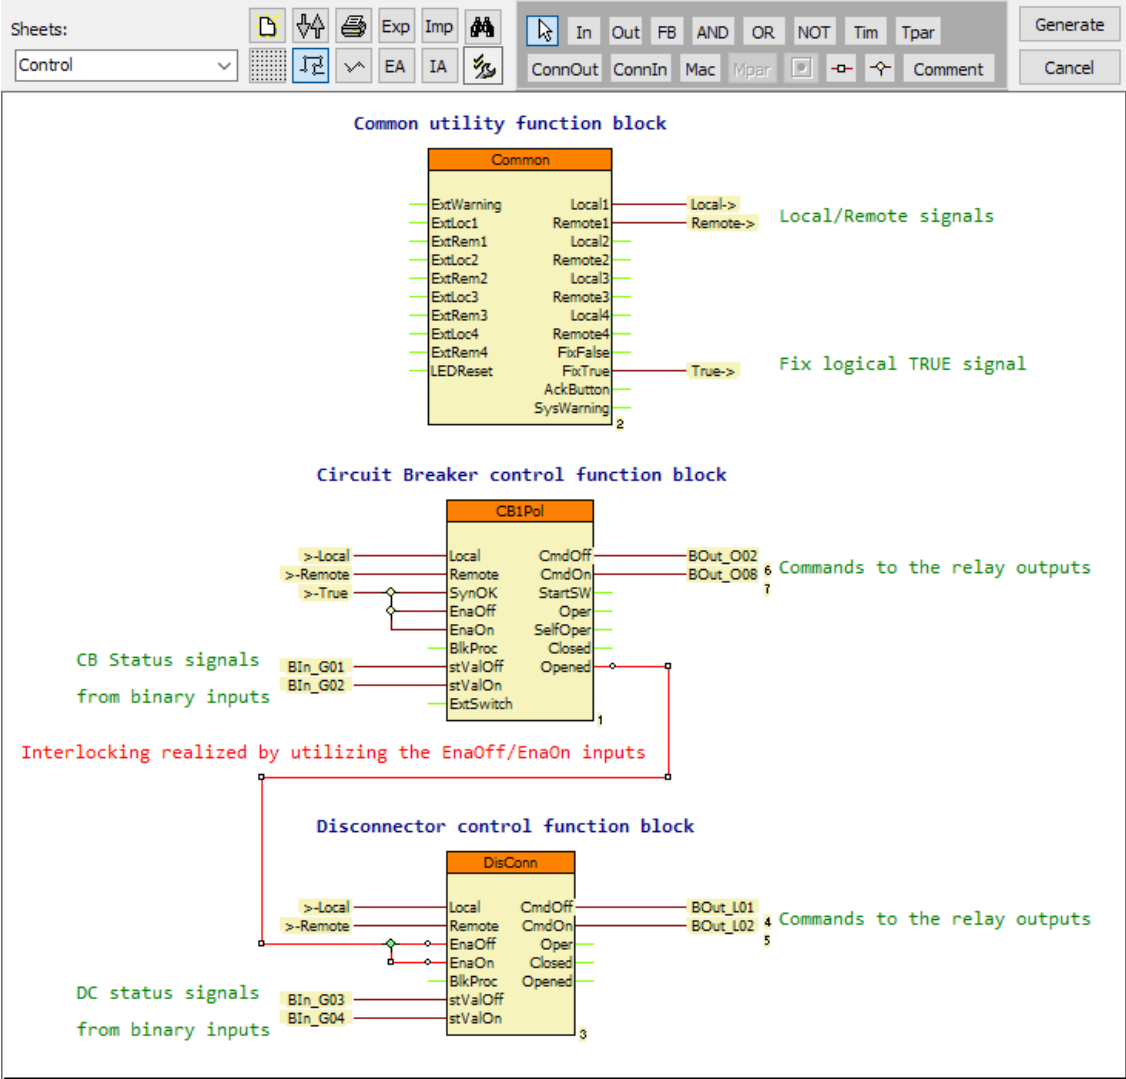 Sheets:
Exp Imp
In Out FB AND OR NOT Tim Tpar
Generate
Control
EA IA
ConnOut ConnIn Mac Mpar Comment
Cancel
Common utility function block
Common
ExtWarning Local1 Local->
ExtLoc1 Remote1 Remote->
Local/Remote signals
ExtRem1 Local2
ExtLoc2 Remote2
ExtRem2 Local3
ExtLoc3 Remote3
ExtRem3 Local4
ExtLoc4 Remote4
ExtRem4 FixFalse
LEDReset FixTrue True->
Fix logical TRUE signal
AckButton
SysWarning
2
Circuit Breaker control function block
CB1Pol
>-Local Local CmdOff BOut_O02
>-Remote Remote CmdOn BOut_O08
6
7
Commands to the relay outputs
>-True SynOK StartSW
EnaOff Oper
EnaOn SelfOper
BlkProc Closed
CB Status signals
from binary inputs
BIn_G01 stValOff Opened
BIn_G02 stValOn
ExtSwitch
1
Interlocking realized by utilizing the EnaOff/EnaOn inputs
Disconnector control function block
DisConn
>-Local Local CmdOff BOut_L01
>-Remote Remote CmdOn BOut_L02
4
5
Commands to the relay outputs
EnaOff Oper
EnaOn Closed
BlkProc Opened
DC status signals
from binary inputs
BIn_G03 stValOff
BIn_G04 stValOn
3